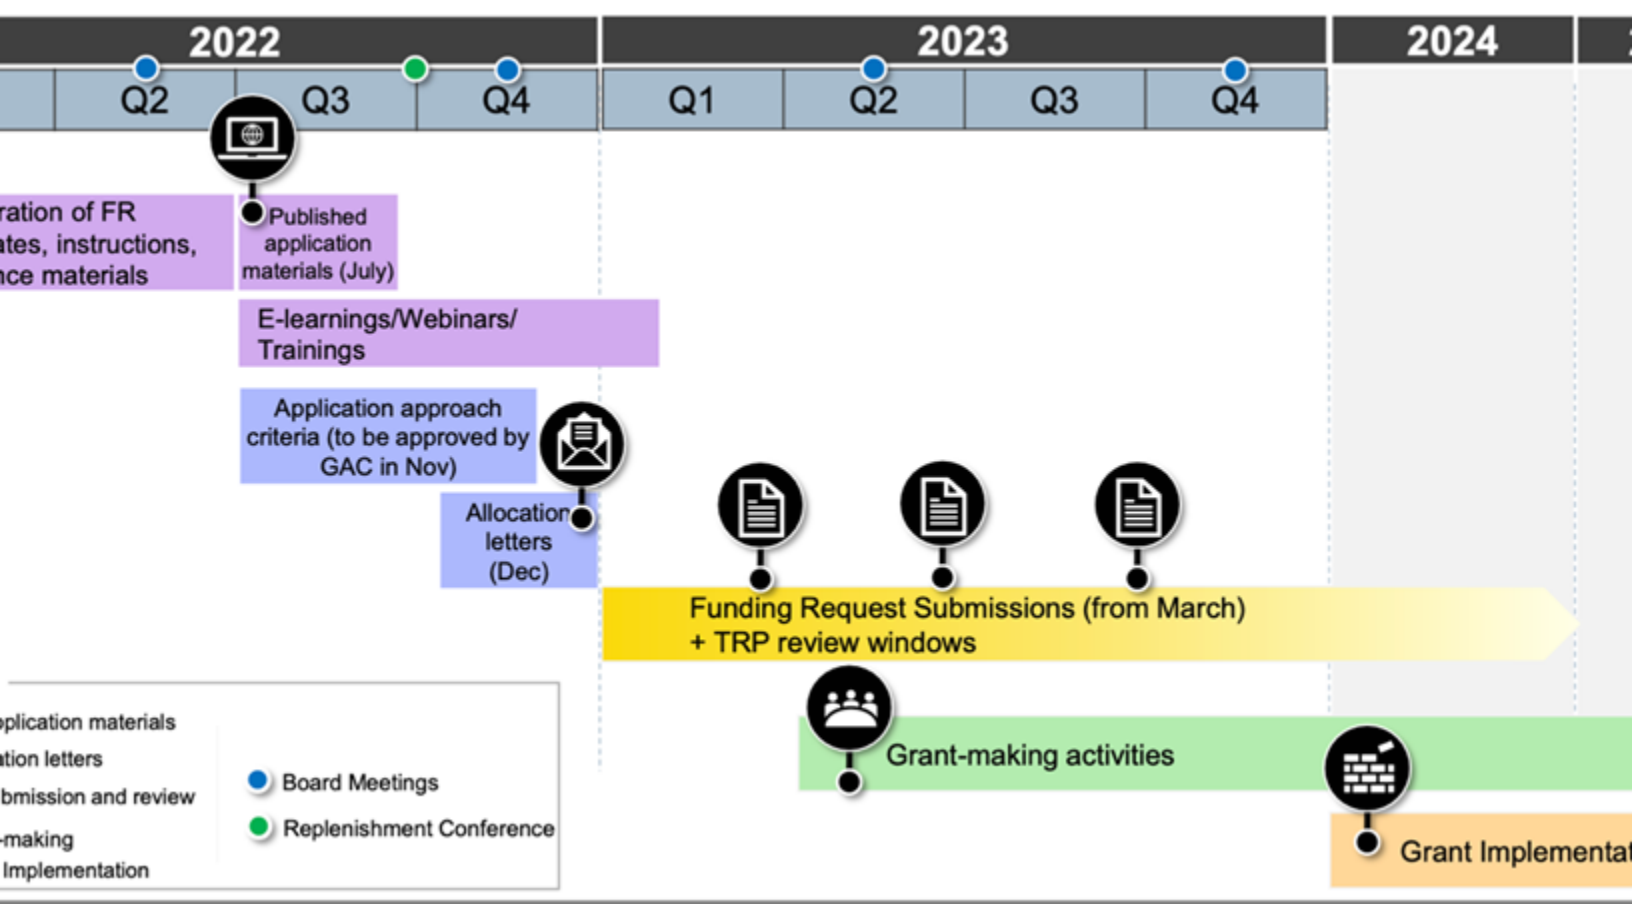 2022
2023
2024
Q2
Q3
Q4
Q1
Q2
Q3
Q4
ration of FR
ates, instructions,
nce materials
Published
application
materials (July)
E-learnings/Webinars/
Trainings
Application approach
criteria (to be approved by
GAC in Nov)
Allocation
letters
(Dec)
Funding Request Submissions (from March)
+ TRP review windows
Grant-making activities
Grant Implementat
pplication materials
ation letters
bmission and review
-making
Implementation
Board Meetings
Replenishment Conference